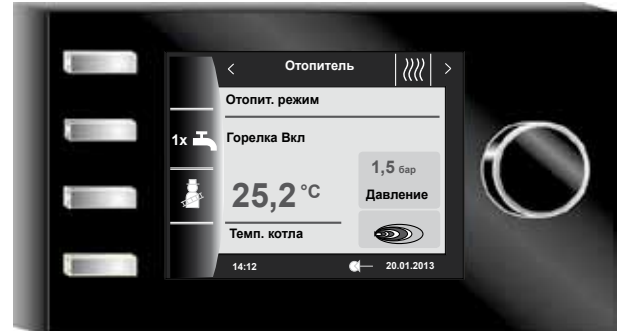 Отопитель
Отопит. режим
1x
Горелка Вкл
1,5 бар
Давление
25,2 °C
Темп. котла
14:12
20.01.2013